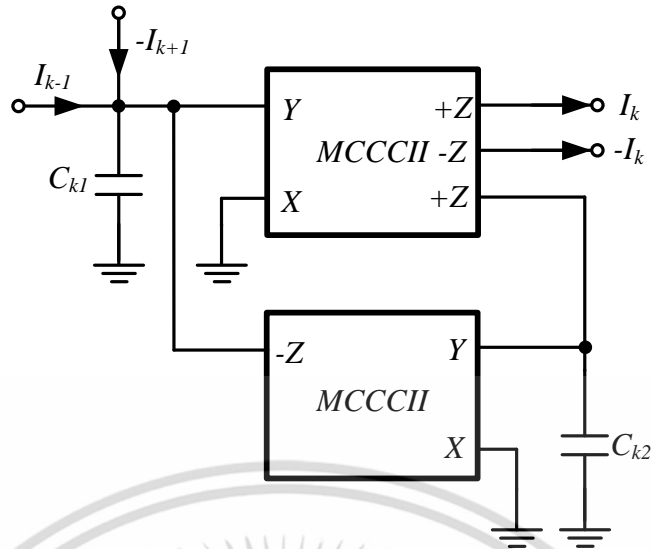 -I_{k+1}
I_{k-1}
C_{k1}
Y
MCCCII
X
+Z
-Z
+Z
I_k
-I_k
-Z
MCCCII
Y
X
C_{k2}